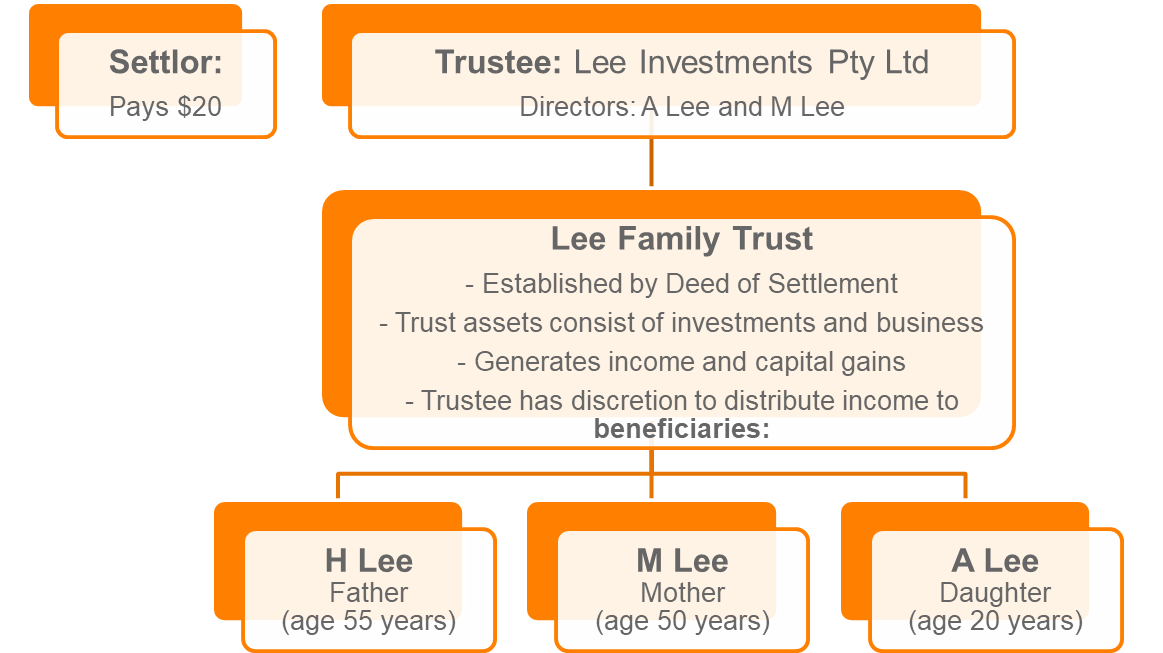 Settlor:
Pays $20
Trustee: Lee Investments Pty Ltd
Directors: A Lee and M Lee
Lee Family Trust
- Established by Deed of Settlement
- Trust assets consist of investments and business
- Generates income and capital gains
- Trustee has discretion to distribute income to
beneficiaries:
H Lee
Father
(age 55 years)
M Lee
Mother
(age 50 years)
A Lee
Daughter
(age 20 years)